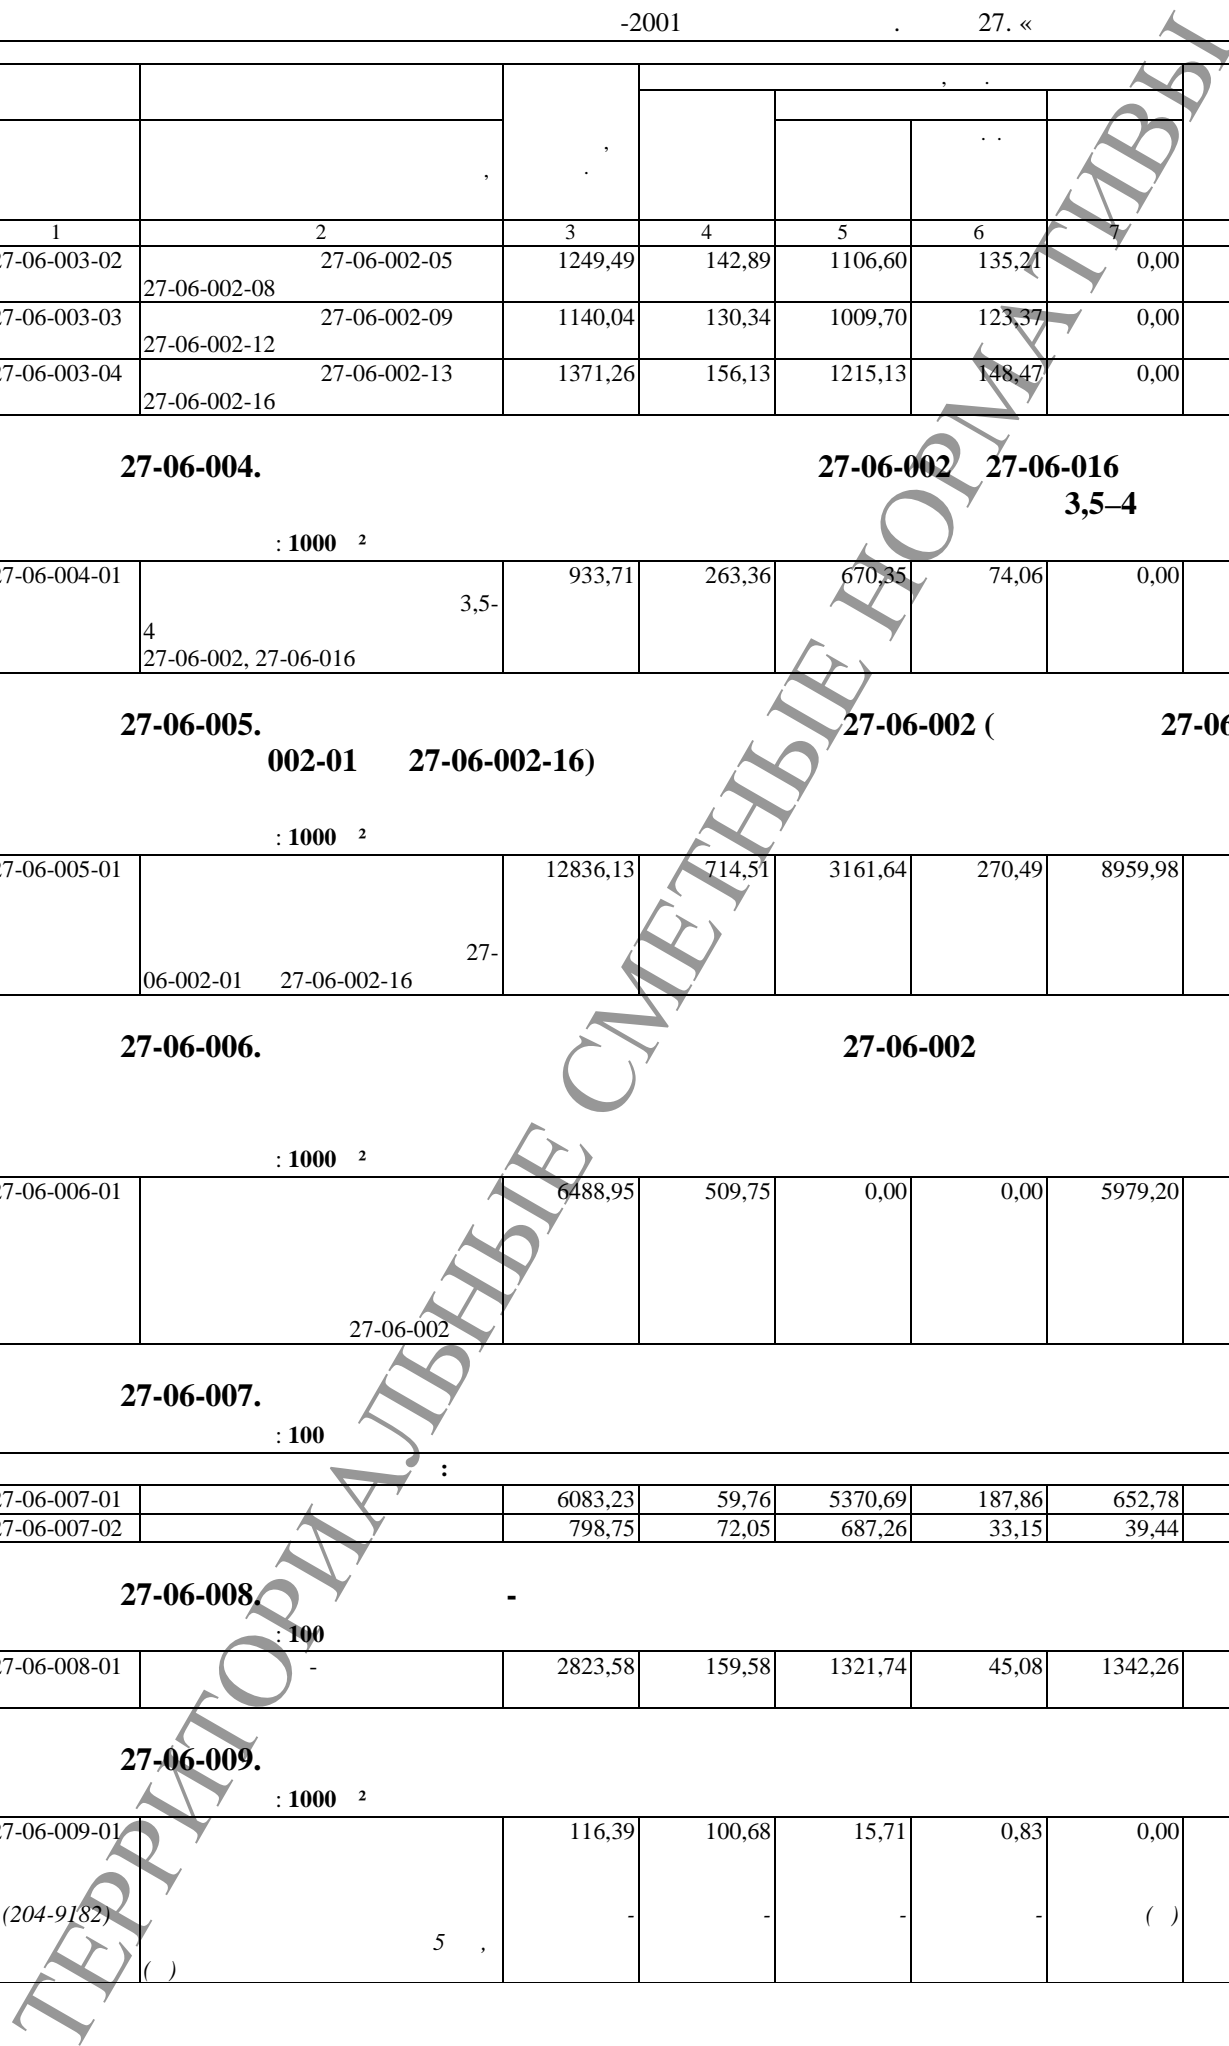 -2001 . 27. «
, .
. .
,
, .
1 2 3 4 5 6 7
27-06-003-02 27-06-002-05 1249,49 142,89 1106,60 135,21 0,00
27-06-002-08
27-06-003-03 27-06-002-09 1140,04 130,34 1009,70 123,37 0,00
27-06-002-12
27-06-003-04 27-06-002-13 1371,26 156,13 1215,13 148,47 0,00
27-06-002-16
27-06-004. 27-06-002 27-06-016
3,5–4
: 1000 ²
27-06-004-01 933,71 263,36 670,35 74,06 0,00
3,5-
4
27-06-002, 27-06-016
27-06-005. 27-06-002 ( 27-06
002-01 27-06-002-16)
: 1000 ²
27-06-005-01 12836,13 714,51 3161,64 270,49 8959,98
27-
06-002-01 27-06-002-16
27-06-006. 27-06-002
: 1000 ²
27-06-006-01 6488,95 509,75 0,00 0,00 5979,20
27-06-002
27-06-007.
: 100
:
27-06-007-01 6083,23 59,76 5370,69 187,86 652,78
27-06-007-02 798,75 72,05 687,26 33,15 39,44
27-06-008. -
: 100
27-06-008-01 - 2823,58 159,58 1321,74 45,08 1342,26
27-06-009.
: 1000 ²
27-06-009-01 116,39 100,68 15,71 0,83 0,00
(204-9182) - - - - ( )
5 ,
( )
ТЕРРИТОРИАЛЬНЫЕ СМЕТНЫЕ НОРМАТИВЫ